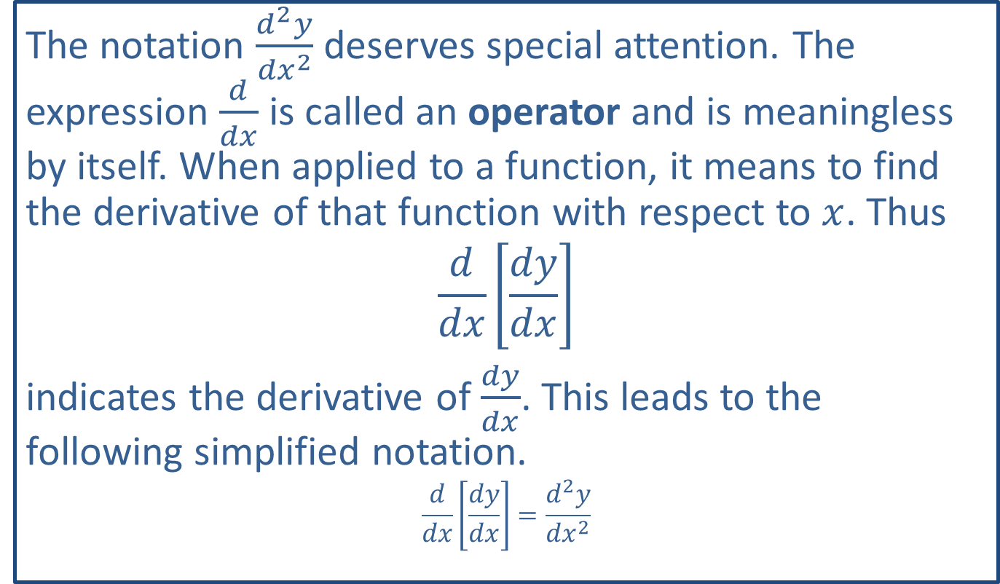 The notation $\frac{d^2y}{dx^2}$ deserves special attention. The
expression $\frac{d}{dx}$ is called an operator and is meaningless
by itself. When applied to a function, it means to find
the derivative of that function with respect to $x$. Thus
$\frac{d}{dx}\left[\frac{dy}{dx}\right]$
indicates the derivative of $\frac{dy}{dx}$. This leads to the
following simplified notation.
$\frac{d}{dx}\left[\frac{dy}{dx}\right] = \frac{d^2y}{dx^2}$